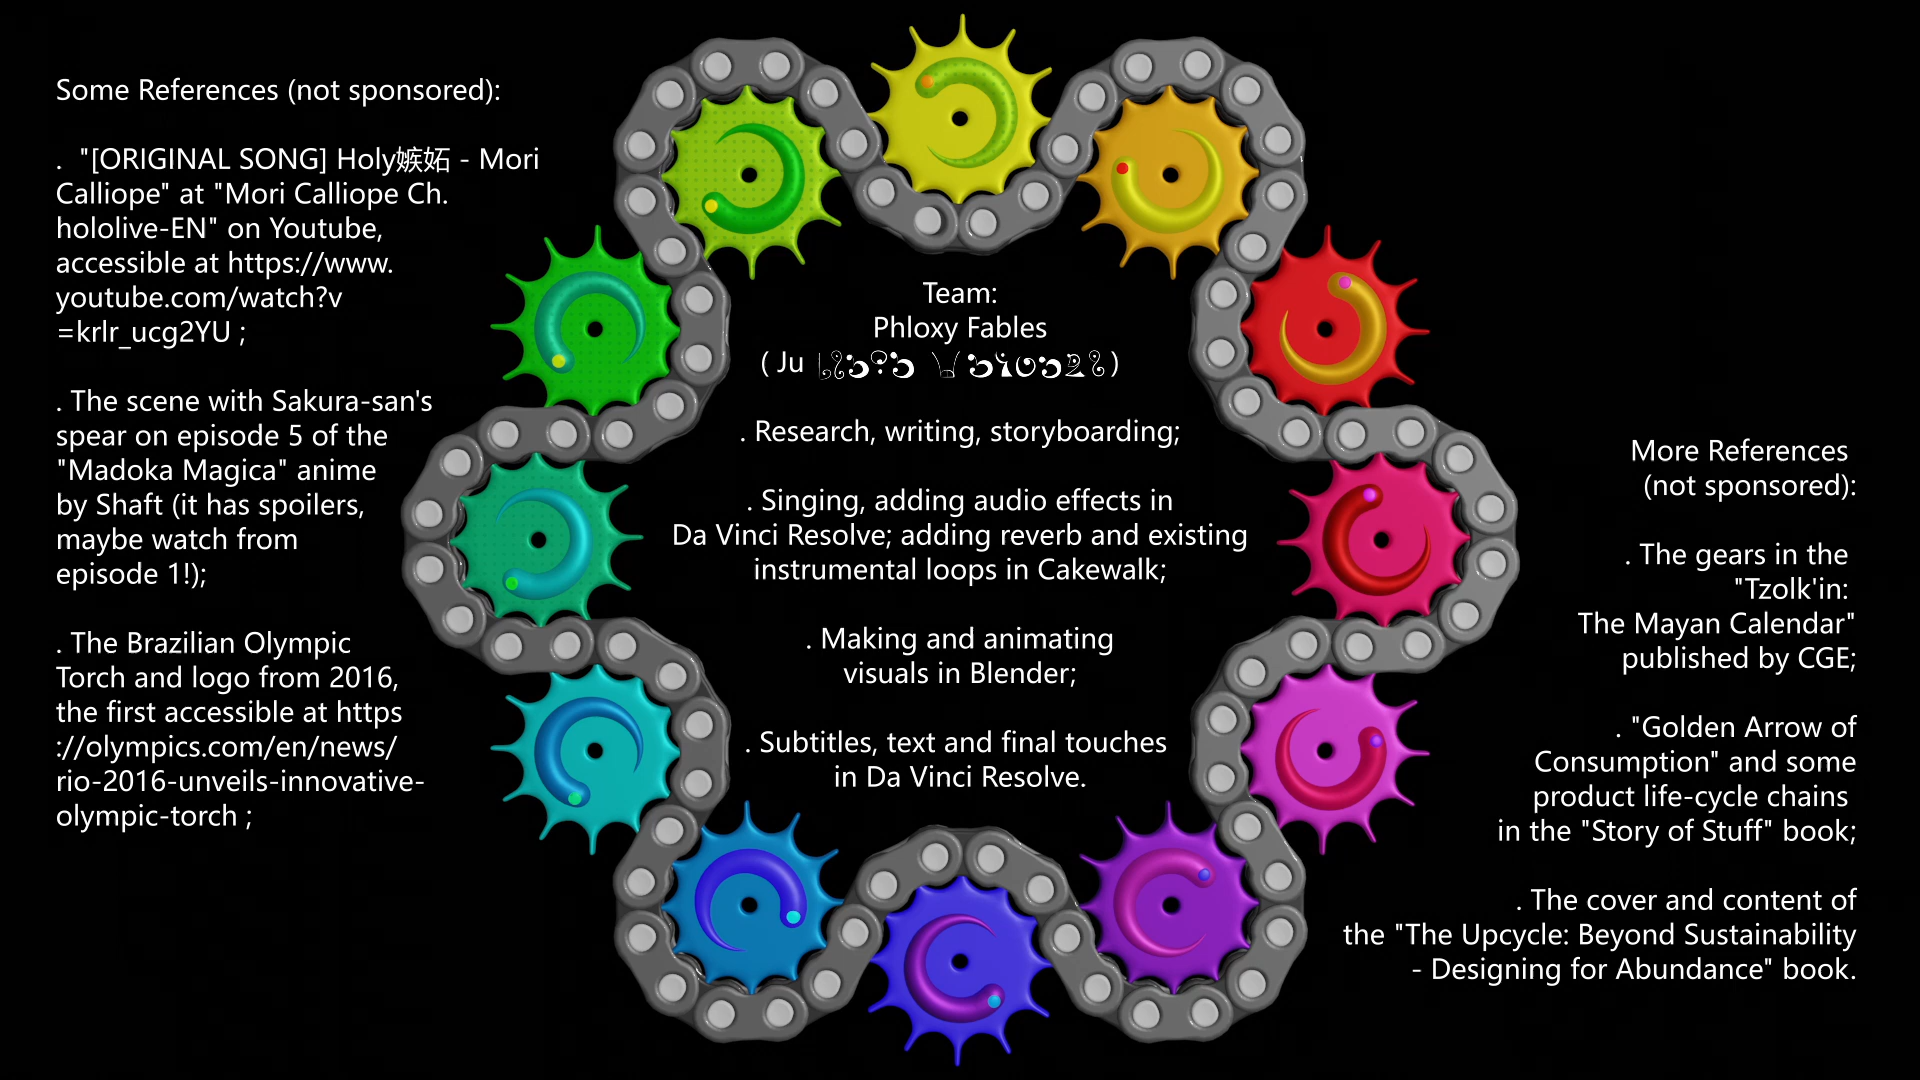 Some References (not sponsored):
. "[ORIGINAL SONG] Holy嫉妬 - Mori
Calliope" at "Mori Calliope Ch.
hololive-EN" on Youtube,
accessible at https://www.
youtube.com/watch?v
=krlr_ucg2YU ;
. The scene with Sakura-san's
spear on episode 5 of the
"Madoka Magica" anime
by Shaft (it has spoilers,
maybe watch from
episode 1!);
. The Brazilian Olympic
Torch and logo from 2016,
the first accessible at https
://olympics.com/en/news/
rio-2016-unveils-innovative-
olympic-torch ;
Team:
Phloxy Fables
( Ju )
. Research, writing, storyboarding;
. Singing, adding audio effects in
Da Vinci Resolve; adding reverb and existing
instrumental loops in Cakewalk;
. Making and animating
visuals in Blender;
. Subtitles, text and final touches
in Da Vinci Resolve.
More References
(not sponsored):
. The gears in the
"Tzolk'in:
The Mayan Calendar"
published by CGE;
. "Golden Arrow of
Consumption" and some
product life-cycle chains
in the "Story of Stuff" book;
. The cover and content of
the "The Upcycle: Beyond Sustainability
- Designing for Abundance" book.